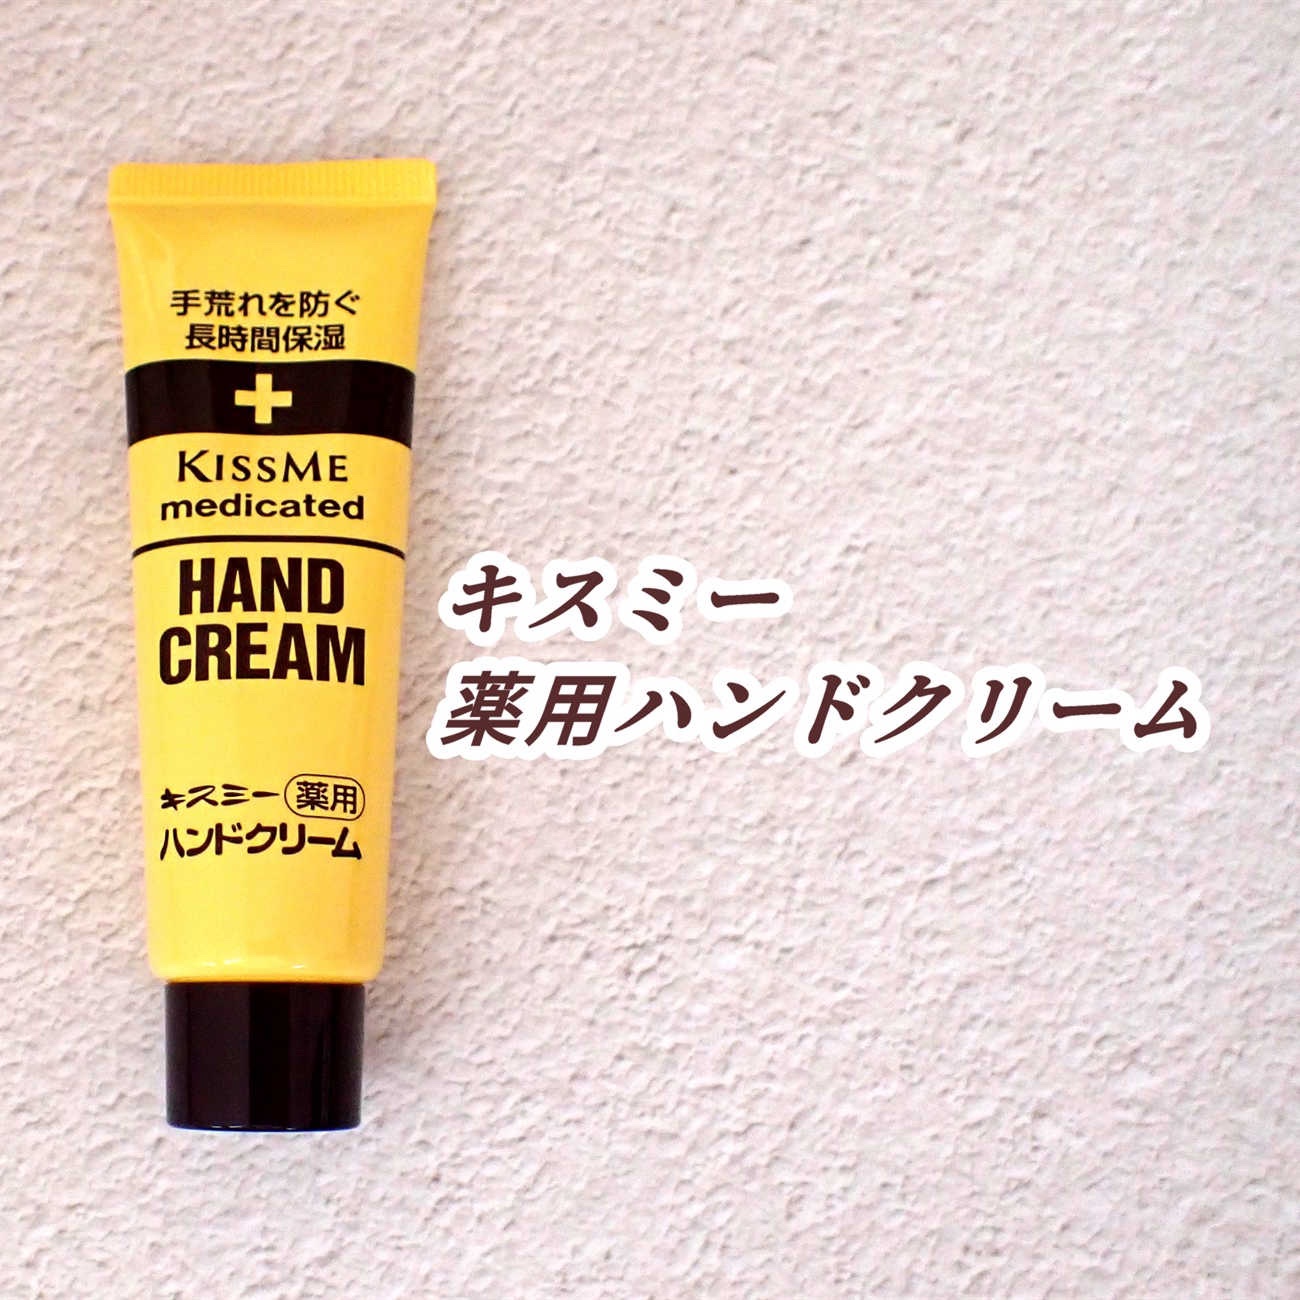 手荒れを防ぐ
長時間保湿
KISSME
medicated
HAND
CREAM
キスミー 薬用
ハンドクリーム
キスミー
薬用ハンドクリーム